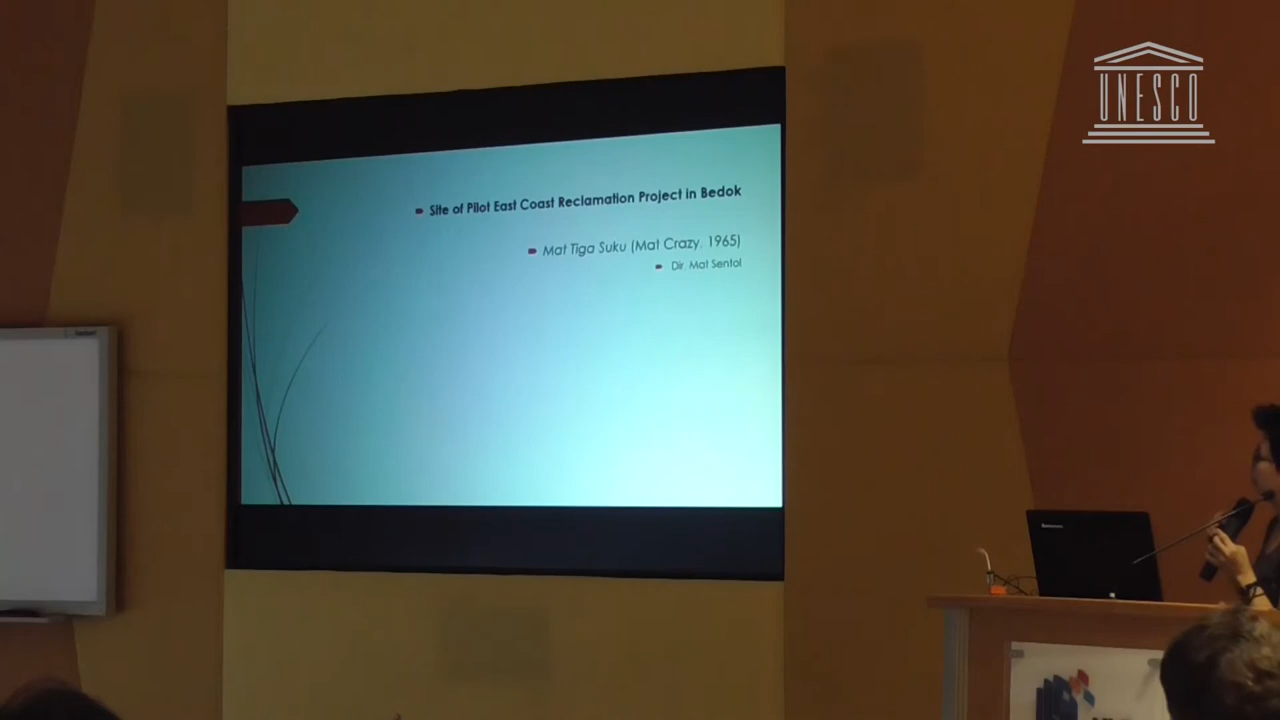 UNESCO
Site of Pilot East Coast Reclamation Project in Bedok
Mat Tiga Suku (Mat Crazy, 1965)
Dir. Mat Sentol
Lenovo